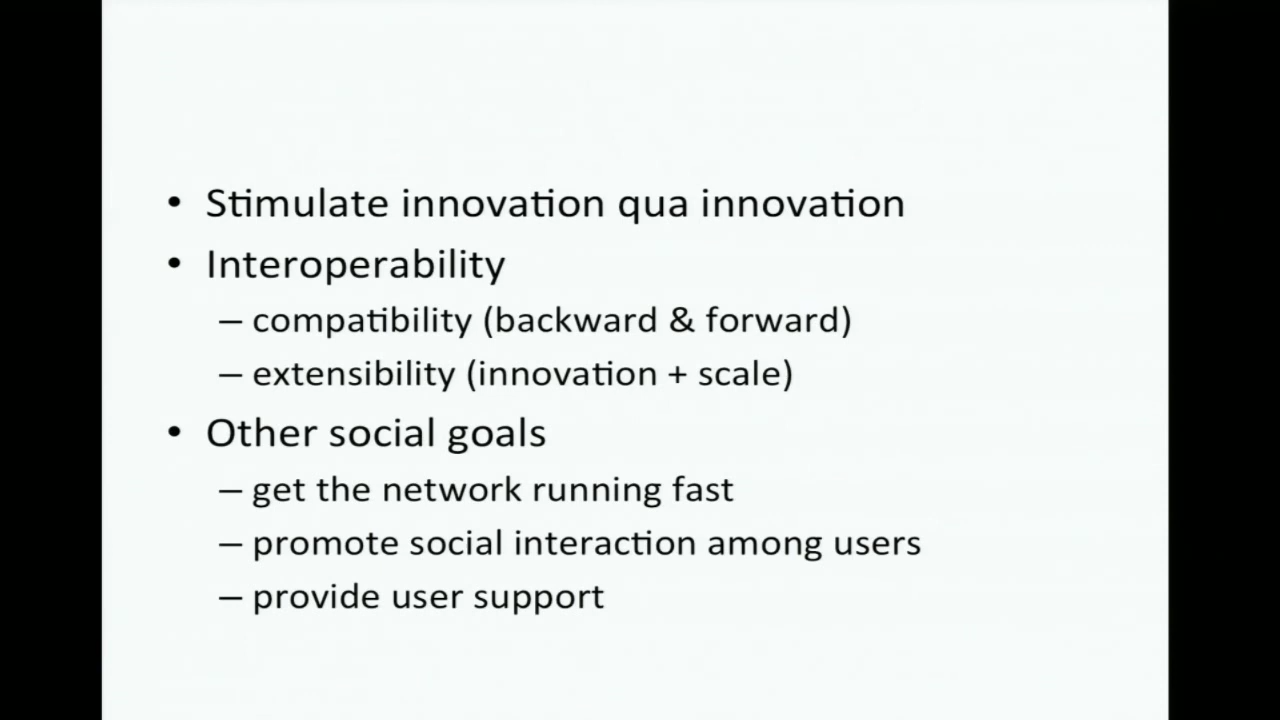 • Stimulate innovation qua innovation
• Interoperability
– compatibility (backward & forward)
– extensibility (innovation + scale)
• Other social goals
– get the network running fast
– promote social interaction among users
– provide user support